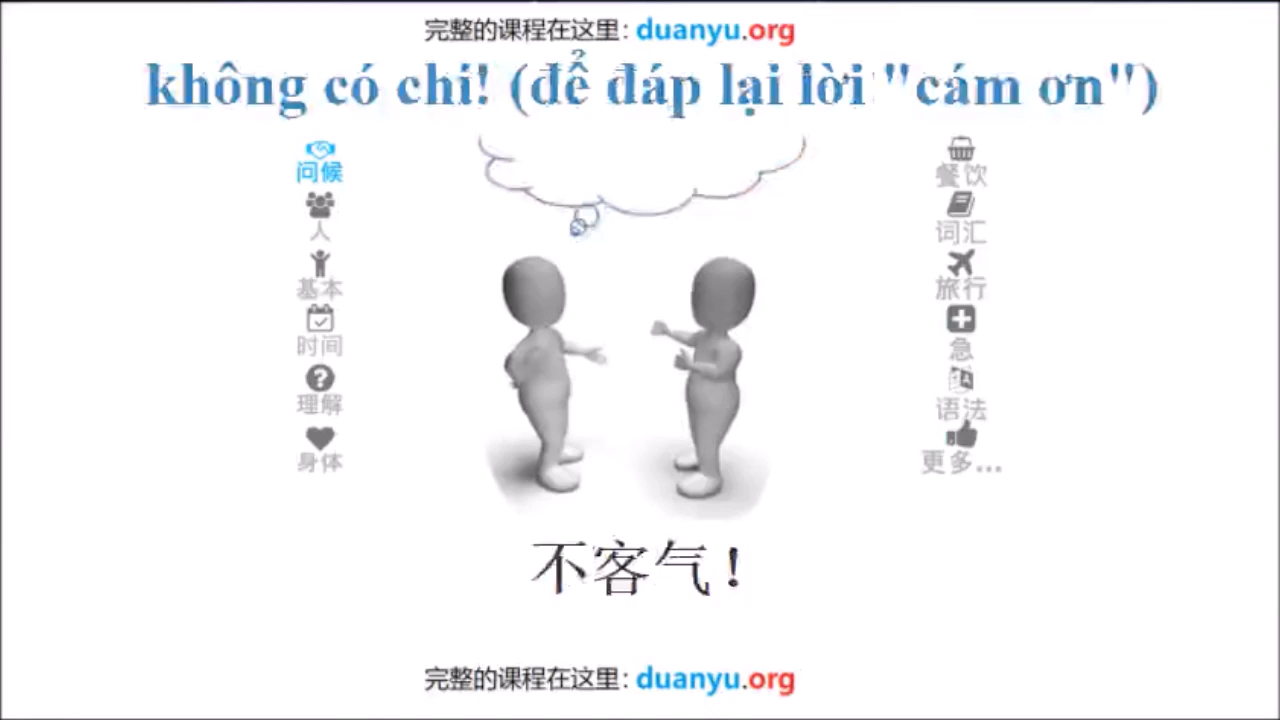 完整的课程在这里：duanyu.org
không có chi! (để đáp lại lời "cám ơn")
问候
人
基本
时间
理解
身体
餐饮
词汇
旅行
急
语法
更多...
不客气！
完整的课程在这里：duanyu.org